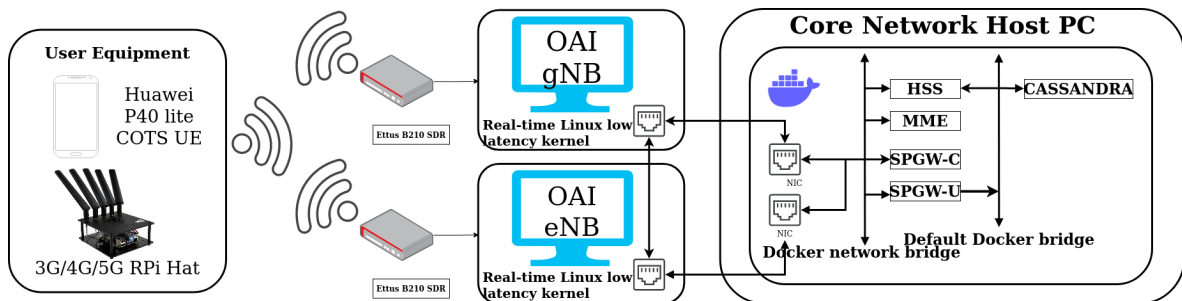 User Equipment
Huawei
P40 lite
COTS UE
3G/4G/5G RPi Hat
Ettus B210 SDR
Ettus B210 SDR
OAI
gNB
Real-time Linux low
latency kernel
OAI
eNB
Real-time Linux low
latency kernel
Core Network Host PC
HSS
CASSANDRA
MME
SPGW-C
SPGW-U
NIC
NIC
Default Docker bridge
Docker network bridge